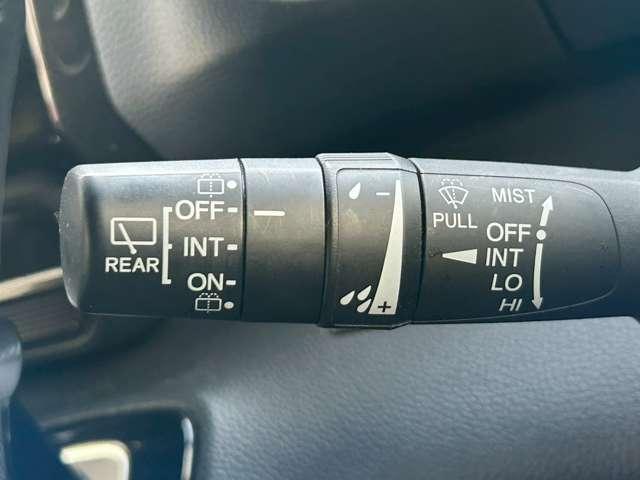 REAR
OFF
INT
ON
−
+
PULL
MIST
OFF
INT
LO
HI